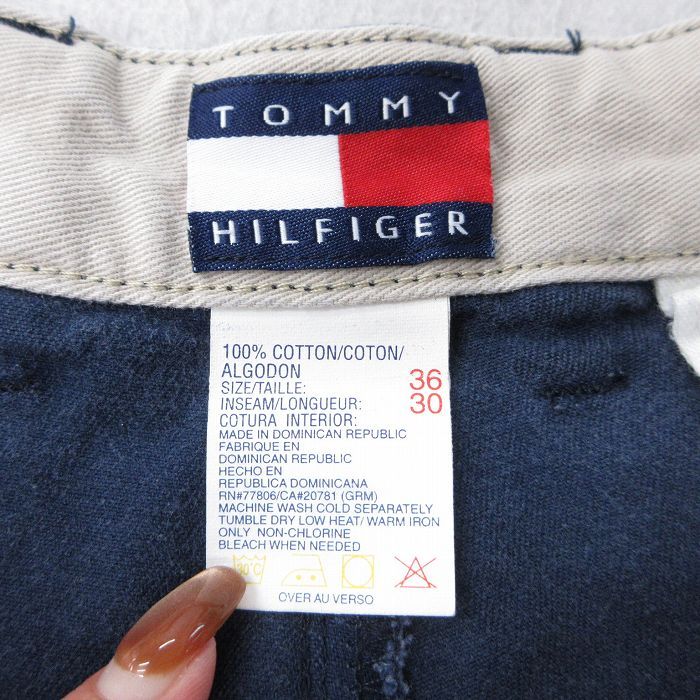 TOMMY
HILFIGER
100% COTTON/COTON/
ALGODON
SIZE/TAILLE: 36
INSEAM/LONGUEUR: 30
COTURA INTERIOR:
MADE IN DOMINICAN REPUBLIC
FABRIQUE EN
DOMINICAN REPUBLIC
HECHO EN
REPUBLICA DOMINICANA
RN#77806/CA#20781 (GRM)
MACHINE WASH COLD SEPARATELY
TUMBLE DRY LOW HEAT/ WARM IRON
ONLY NON-CHLORINE
BLEACH WHEN NEEDED
30°C
OVER AU VERSO